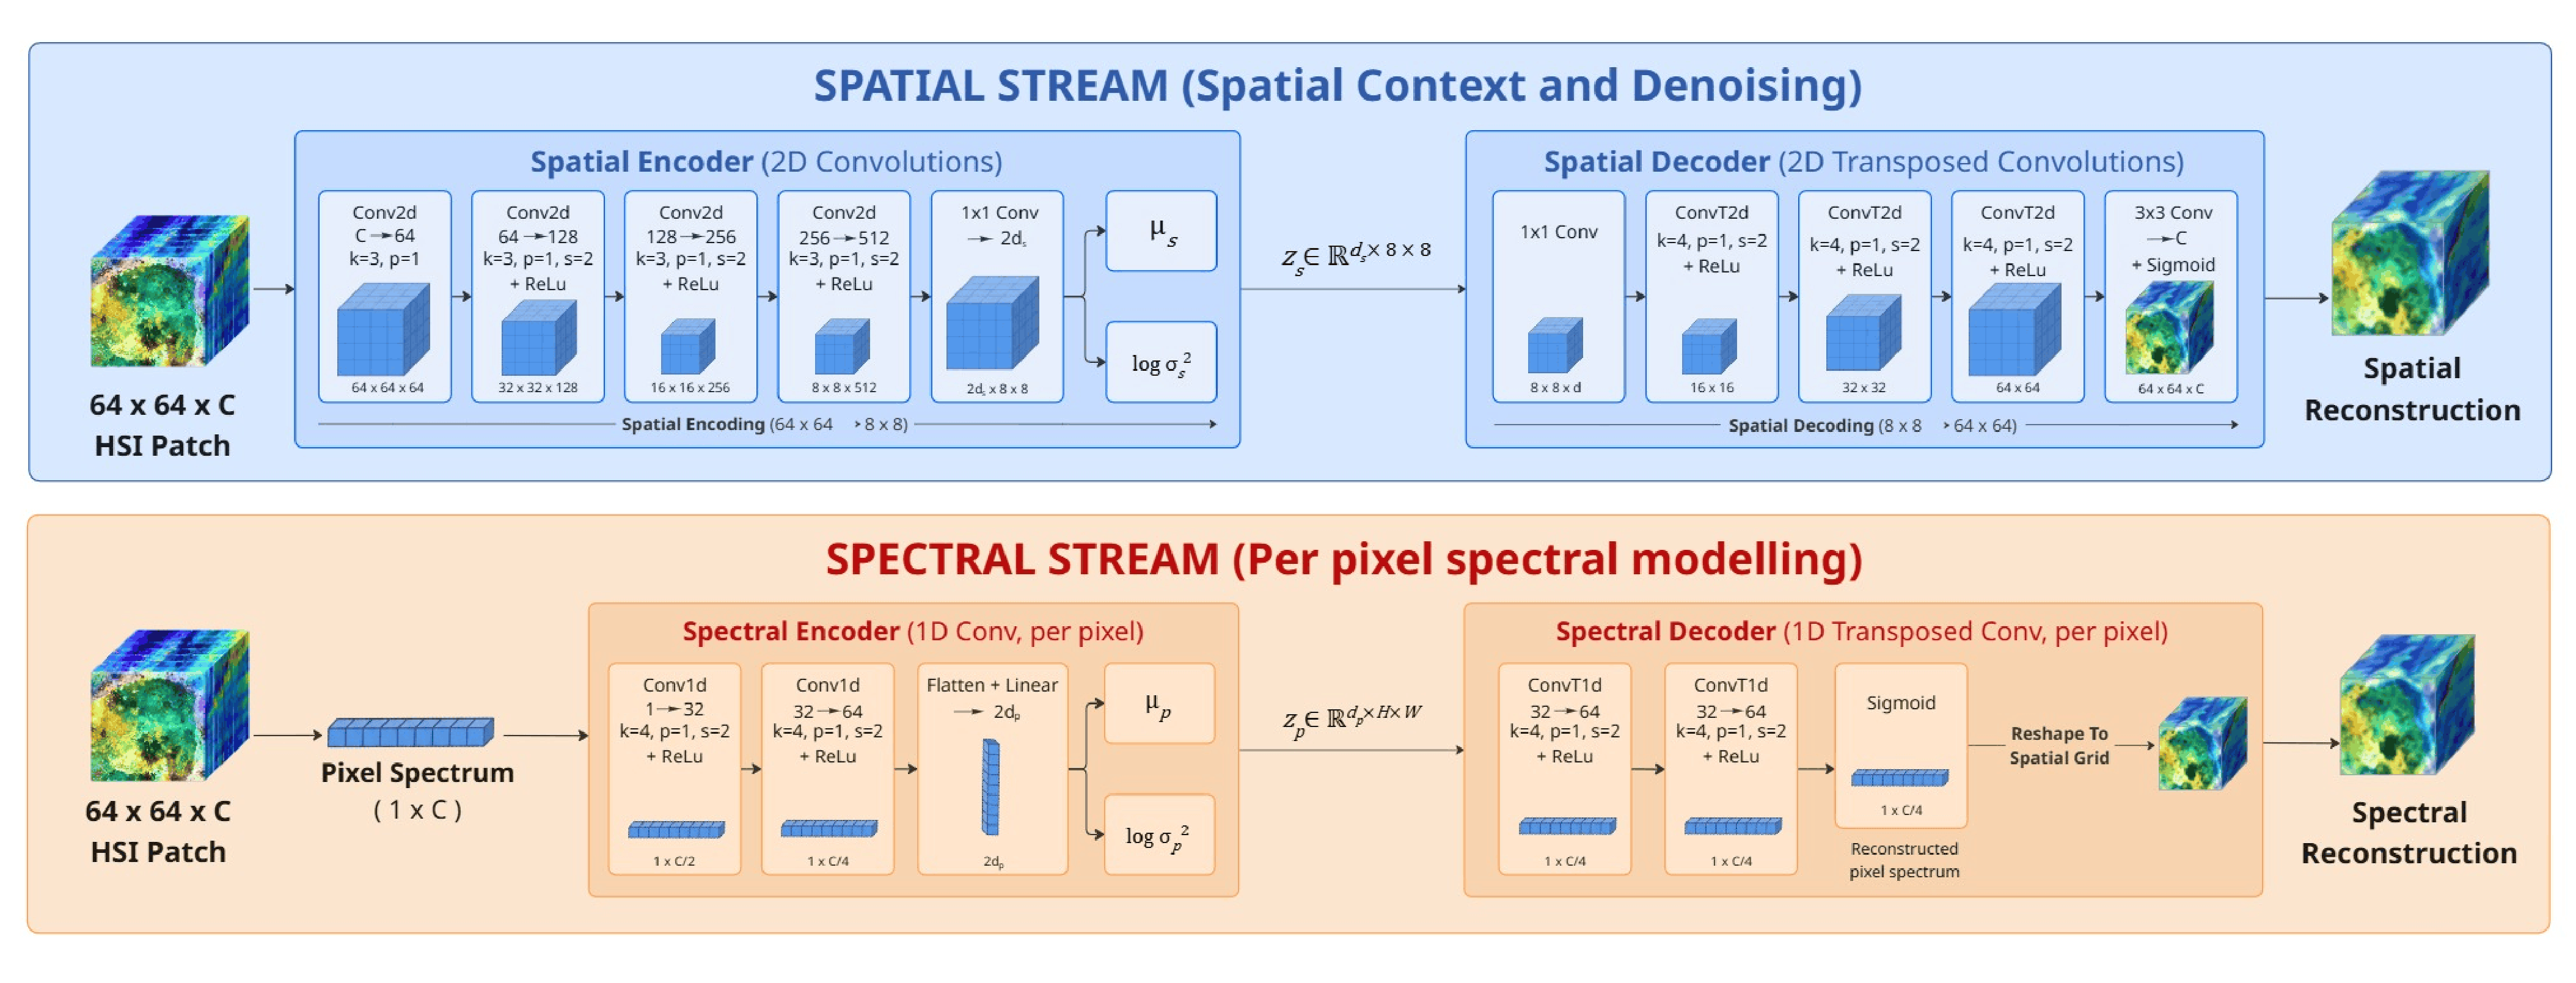 SPATIAL STREAM (Spatial Context and Denoising)
64 x 64 x C
HSI Patch
Spatial Encoder (2D Convolutions)
Conv2d
C → 64
k=3, p=1
64 x 64 x 64
Conv2d
64 → 128
k=3, p=1, s=2
+ ReLu
32 x 32 x 128
Conv2d
128 → 256
k=3, p=1, s=2
+ ReLu
16 x 16 x 256
Conv2d
256 → 512
k=3, p=1, s=2
+ ReLu
8 x 8 x 512
1x1 Conv
→ 2dₛ
2dₛ x 8 x 8
μₛ
log σₛ²
Spatial Encoding (64 x 64 > 8 x 8)
zₛ ∈ ℝ^{dₛ × 8 × 8}
Spatial Decoder (2D Transposed Convolutions)
1x1 Conv
8 x 8 x d
ConvT2d
k=4, p=1, s=2
+ ReLu
16 x 16
ConvT2d
k=4, p=1, s=2
+ ReLu
32 x 32
ConvT2d
k=4, p=1, s=2
+ ReLu
64 x 64
3x3 Conv
→ C
+ Sigmoid
64 x 64 x C
Spatial Decoding (8 x 8 > 64 x 64)
Spatial
Reconstruction
SPECTRAL STREAM (Per pixel spectral modelling)
64 x 64 x C
HSI Patch
Pixel Spectrum
( 1 x C )
Spectral Encoder (1D Conv, per pixel)
Conv1d
1 → 32
k=4, p=1, s=2
+ ReLu
1 x C/2
Conv1d
32 → 64
k=4, p=1, s=2
+ ReLu
1 x C/4
Flatten + Linear
→ 2dₚ
2dₚ
μₚ
log σₚ²
zₚ ∈ ℝ^{dₚ × H × W}
Spectral Decoder (1D Transposed Conv, per pixel)
ConvT1d
32 → 64
k=4, p=1, s=2
+ ReLu
1 x C/4
ConvT1d
32 → 64
k=4, p=1, s=2
+ ReLu
1 x C/4
Sigmoid
1 x C/4
Reconstructed
pixel spectrum
Reshape To
Spatial Grid
Spectral
Reconstruction